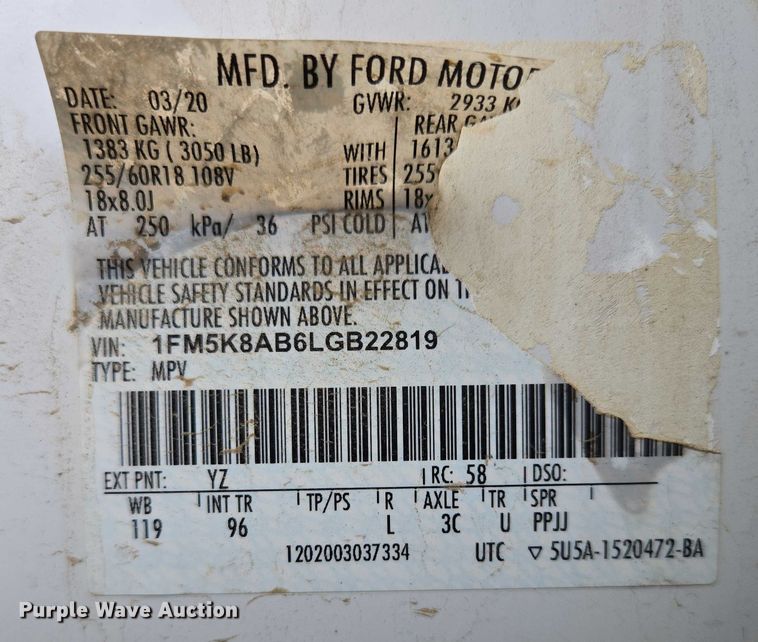 MFD. BY FORD
DATE: 03/20 GVWR: 2933
FRONT GAWR: REAR
1383 KG ( 3050 LB) WITH 1613
255/60R18 108V TIRES 255
18x8.0J RIMS
AT 250 kPa/ 36 PSI COLD
THIS VEHICLE CONFORMS TO ALL
VEHICLE SAFETY STANDARDS IN EFFECT ON
MANUFACTURE SHOWN ABOVE.
VIN: 1FM5K8AB6LGB22819
TYPE: MPV
EXT PNT: YZ RC: 58 DSO:
WB INT TR TP/PS R AXLE TR SPR
119 96 L 3C U PPJJ
1202003037334 UTC ▽ 5U5A-1520472-BA
Purple Wave Auction